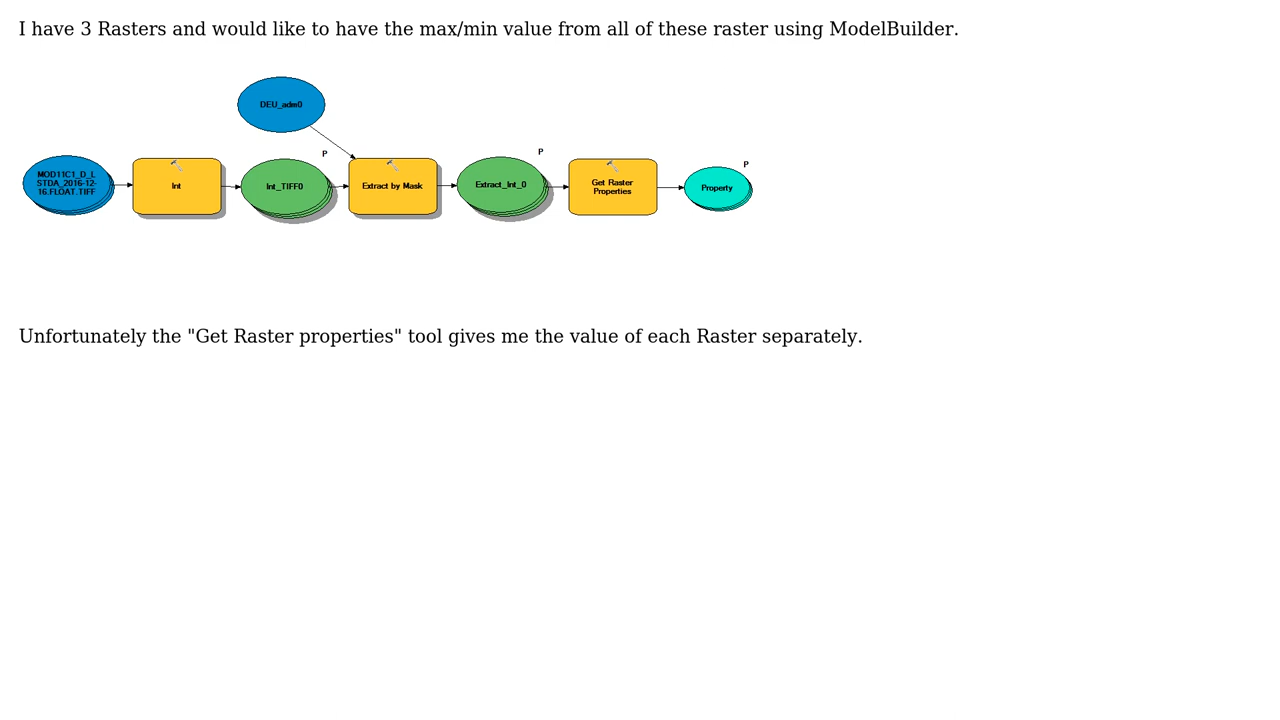 I have 3 Rasters and would like to have the max/min value from all of these raster using ModelBuilder.
DEU_adm0
P
P
P
MOD11C1_D_L
STDA_2016-12-
16.FLOAT.TIFF
Int
Int_TIFF0
Extract by Mask
Extract_Int_0
Get Raster
Properties
Property
Unfortunately the "Get Raster properties" tool gives me the value of each Raster separately.